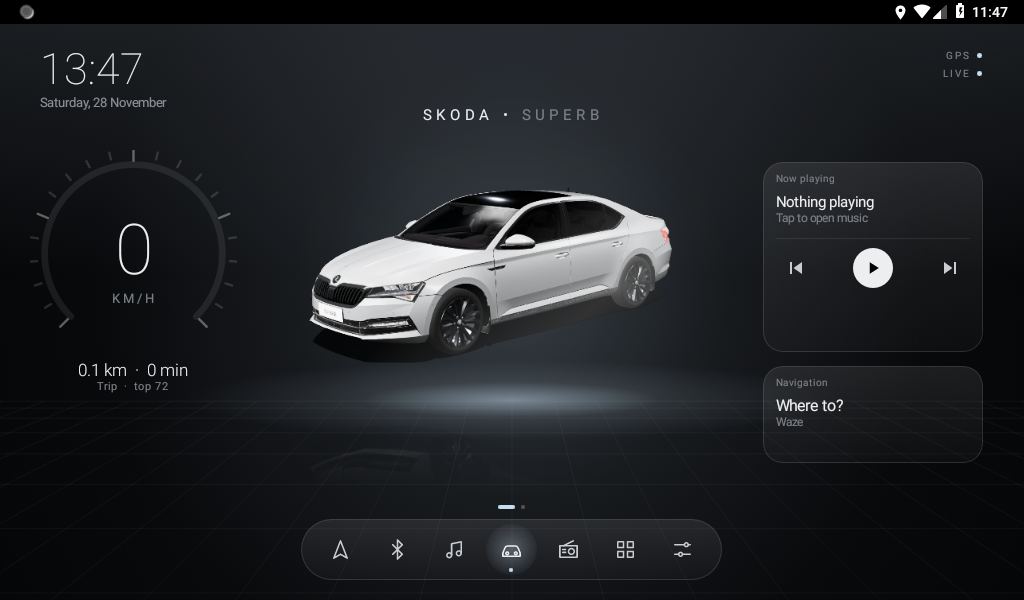 11:47
13:47
Saturday, 28 November
GPS
LIVE
SKODA • SUPERB
0
KM/H
0.1 km · 0 min
Trip · top 72
Now playing
Nothing playing
Tap to open music
Navigation
Where to?
Waze